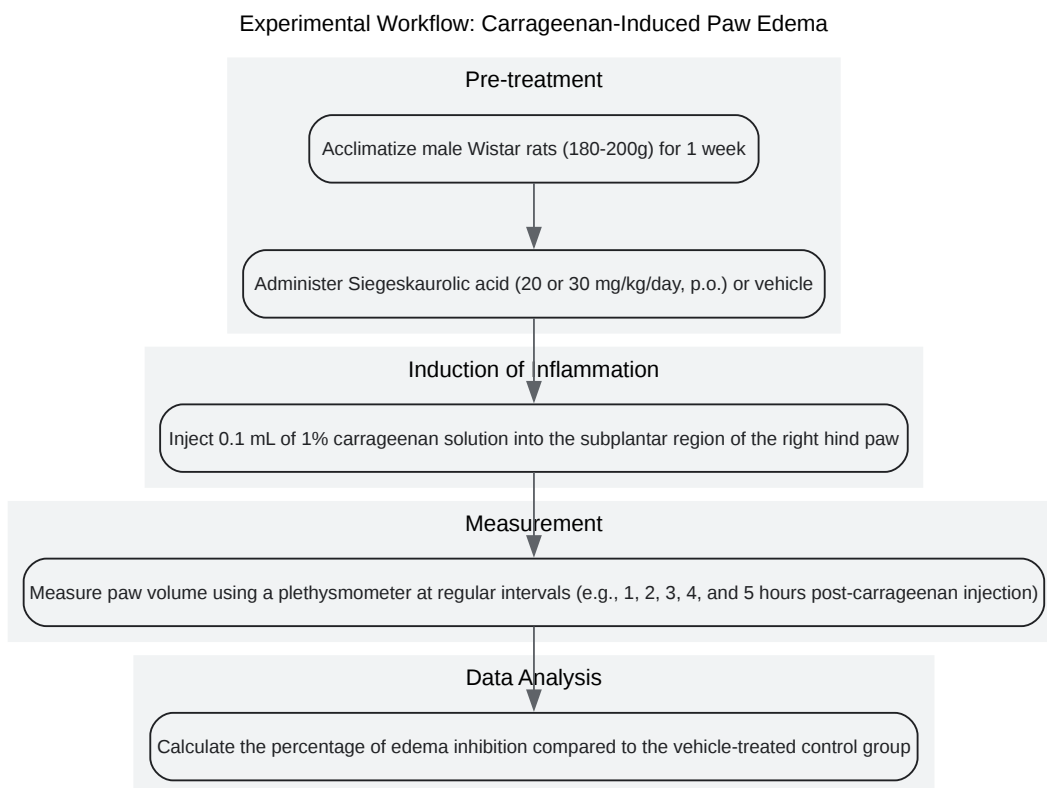 Experimental Workflow: Carrageenan-Induced Paw Edema
Pre-treatment
Acclimatize male Wistar rats (180-200g) for 1 week
Administer Siegeskaurolic acid (20 or 30 mg/kg/day, p.o.) or vehicle
Induction of Inflammation
Inject 0.1 mL of 1% carrageenan solution into the subplantar region of the right hind paw
Measurement
Measure paw volume using a plethysmometer at regular intervals (e.g., 1, 2, 3, 4, and 5 hours post-carrageenan injection)
Data Analysis
Calculate the percentage of edema inhibition compared to the vehicle-treated control group